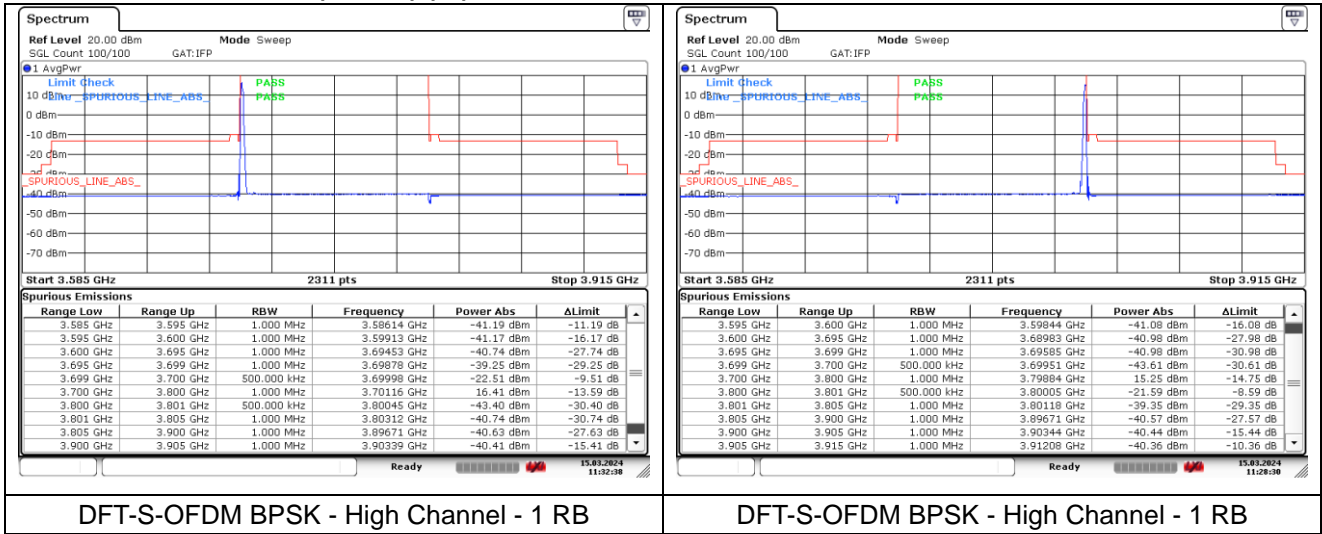 Spectrum
Ref Level 20.00 dBm Mode Sweep
SGL Count 100/100 GAT:IFP
1 AvgPwr
Limit Check PASS
Line _SPURIOUS_LINE_ABS_ PASS
10 dBm
0 dBm
-10 dBm
-20 dBm
-30 dBm
_SPURIOUS_LINE_ABS_
-40 dBm
-50 dBm
-60 dBm
-70 dBm
Start 3.585 GHz 2311 pts Stop 3.915 GHz
Spurious Emissions
Range Low Range Up RBW Frequency Power Abs ΔLimit
3.585 GHz 3.595 GHz 1.000 MHz 3.58614 GHz -41.19 dBm -11.19 dB
3.595 GHz 3.600 GHz 1.000 MHz 3.59913 GHz -41.17 dBm -16.17 dB
3.600 GHz 3.695 GHz 1.000 MHz 3.69453 GHz -40.74 dBm -27.74 dB
3.695 GHz 3.699 GHz 1.000 MHz 3.69878 GHz -39.25 dBm -29.25 dB
3.699 GHz 3.700 GHz 500.000 kHz 3.69998 GHz -22.51 dBm -9.51 dB
3.700 GHz 3.800 GHz 1.000 MHz 3.70116 GHz 16.41 dBm -13.59 dB
3.800 GHz 3.801 GHz 500.000 kHz 3.80045 GHz -43.40 dBm -30.40 dB
3.801 GHz 3.805 GHz 1.000 MHz 3.80312 GHz -40.74 dBm -30.74 dB
3.805 GHz 3.900 GHz 1.000 MHz 3.89671 GHz -40.63 dBm -27.63 dB
3.900 GHz 3.905 GHz 1.000 MHz 3.90339 GHz -40.41 dBm -15.41 dB
Ready 15.03.2024
11:32:38
DFT-S-OFDM BPSK - High Channel - 1 RB
Spectrum
Ref Level 20.00 dBm Mode Sweep
SGL Count 100/100 GAT:IFP
1 AvgPwr
Limit Check PASS
Line _SPURIOUS_LINE_ABS_ PASS
10 dBm
0 dBm
-10 dBm
-20 dBm
-30 dBm
_SPURIOUS_LINE_ABS_
-40 dBm
-50 dBm
-60 dBm
-70 dBm
Start 3.585 GHz 2311 pts Stop 3.915 GHz
Spurious Emissions
Range Low Range Up RBW Frequency Power Abs ΔLimit
3.595 GHz 3.600 GHz 1.000 MHz 3.59844 GHz -41.08 dBm -16.08 dB
3.600 GHz 3.695 GHz 1.000 MHz 3.68983 GHz -40.98 dBm -27.98 dB
3.695 GHz 3.699 GHz 1.000 MHz 3.69585 GHz -40.98 dBm -30.98 dB
3.699 GHz 3.700 GHz 500.000 kHz 3.69951 GHz -43.61 dBm -30.61 dB
3.700 GHz 3.800 GHz 1.000 MHz 3.79884 GHz 15.25 dBm -14.75 dB
3.800 GHz 3.801 GHz 500.000 kHz 3.80005 GHz -21.59 dBm -8.59 dB
3.801 GHz 3.805 GHz 1.000 MHz 3.80118 GHz -39.35 dBm -29.35 dB
3.805 GHz 3.900 GHz 1.000 MHz 3.89671 GHz -40.57 dBm -27.57 dB
3.900 GHz 3.905 GHz 1.000 MHz 3.90344 GHz -40.44 dBm -15.44 dB
3.905 GHz 3.915 GHz 1.000 MHz 3.91208 GHz -40.36 dBm -10.36 dB
Ready 15.03.2024
11:28:30
DFT-S-OFDM BPSK - High Channel - 1 RB